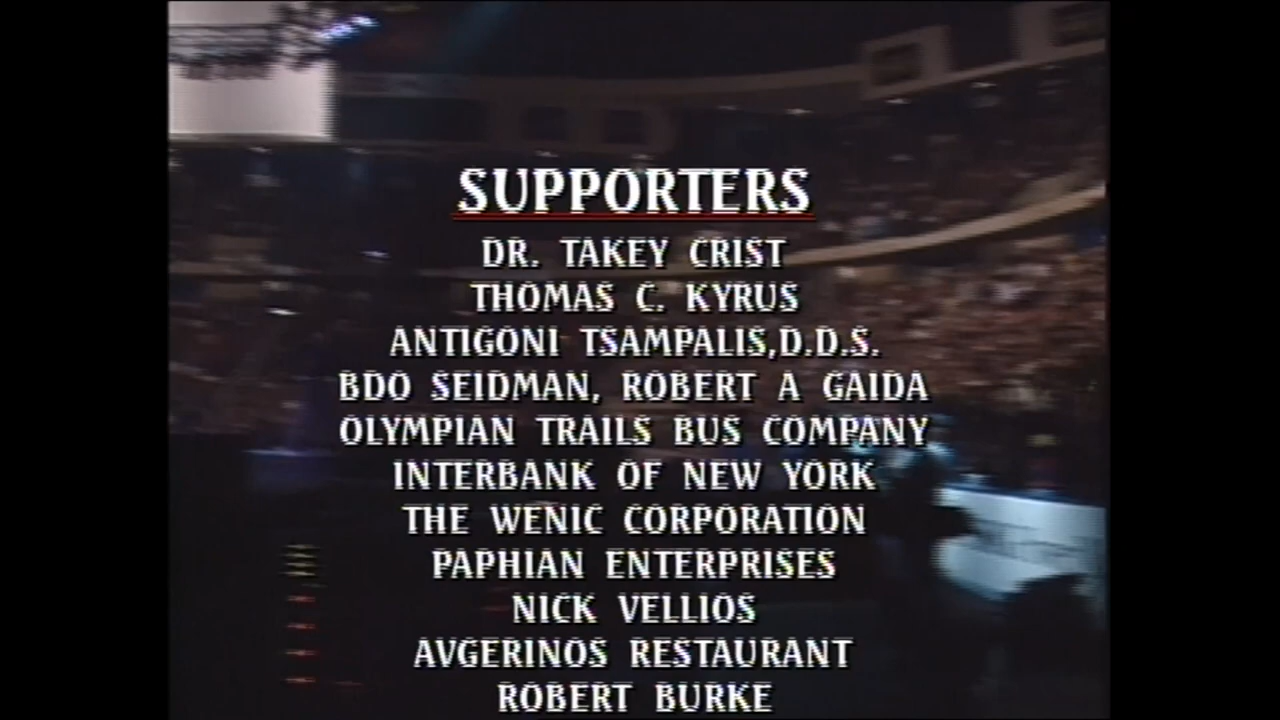 SUPPORTERS
DR. TAKEY CRIST
THOMAS C. KYRUS
ANTIGONI TSAMPALIS,D.D.S.
BDO SEIDMAN, ROBERT A GAIDA
OLYMPIAN TRAILS BUS COMPANY
INTERBANK OF NEW YORK
THE WENIC CORPORATION
PAPHIAN ENTERPRISES
NICK VELLIOS
AVGERINOS RESTAURANT
ROBERT BURKE